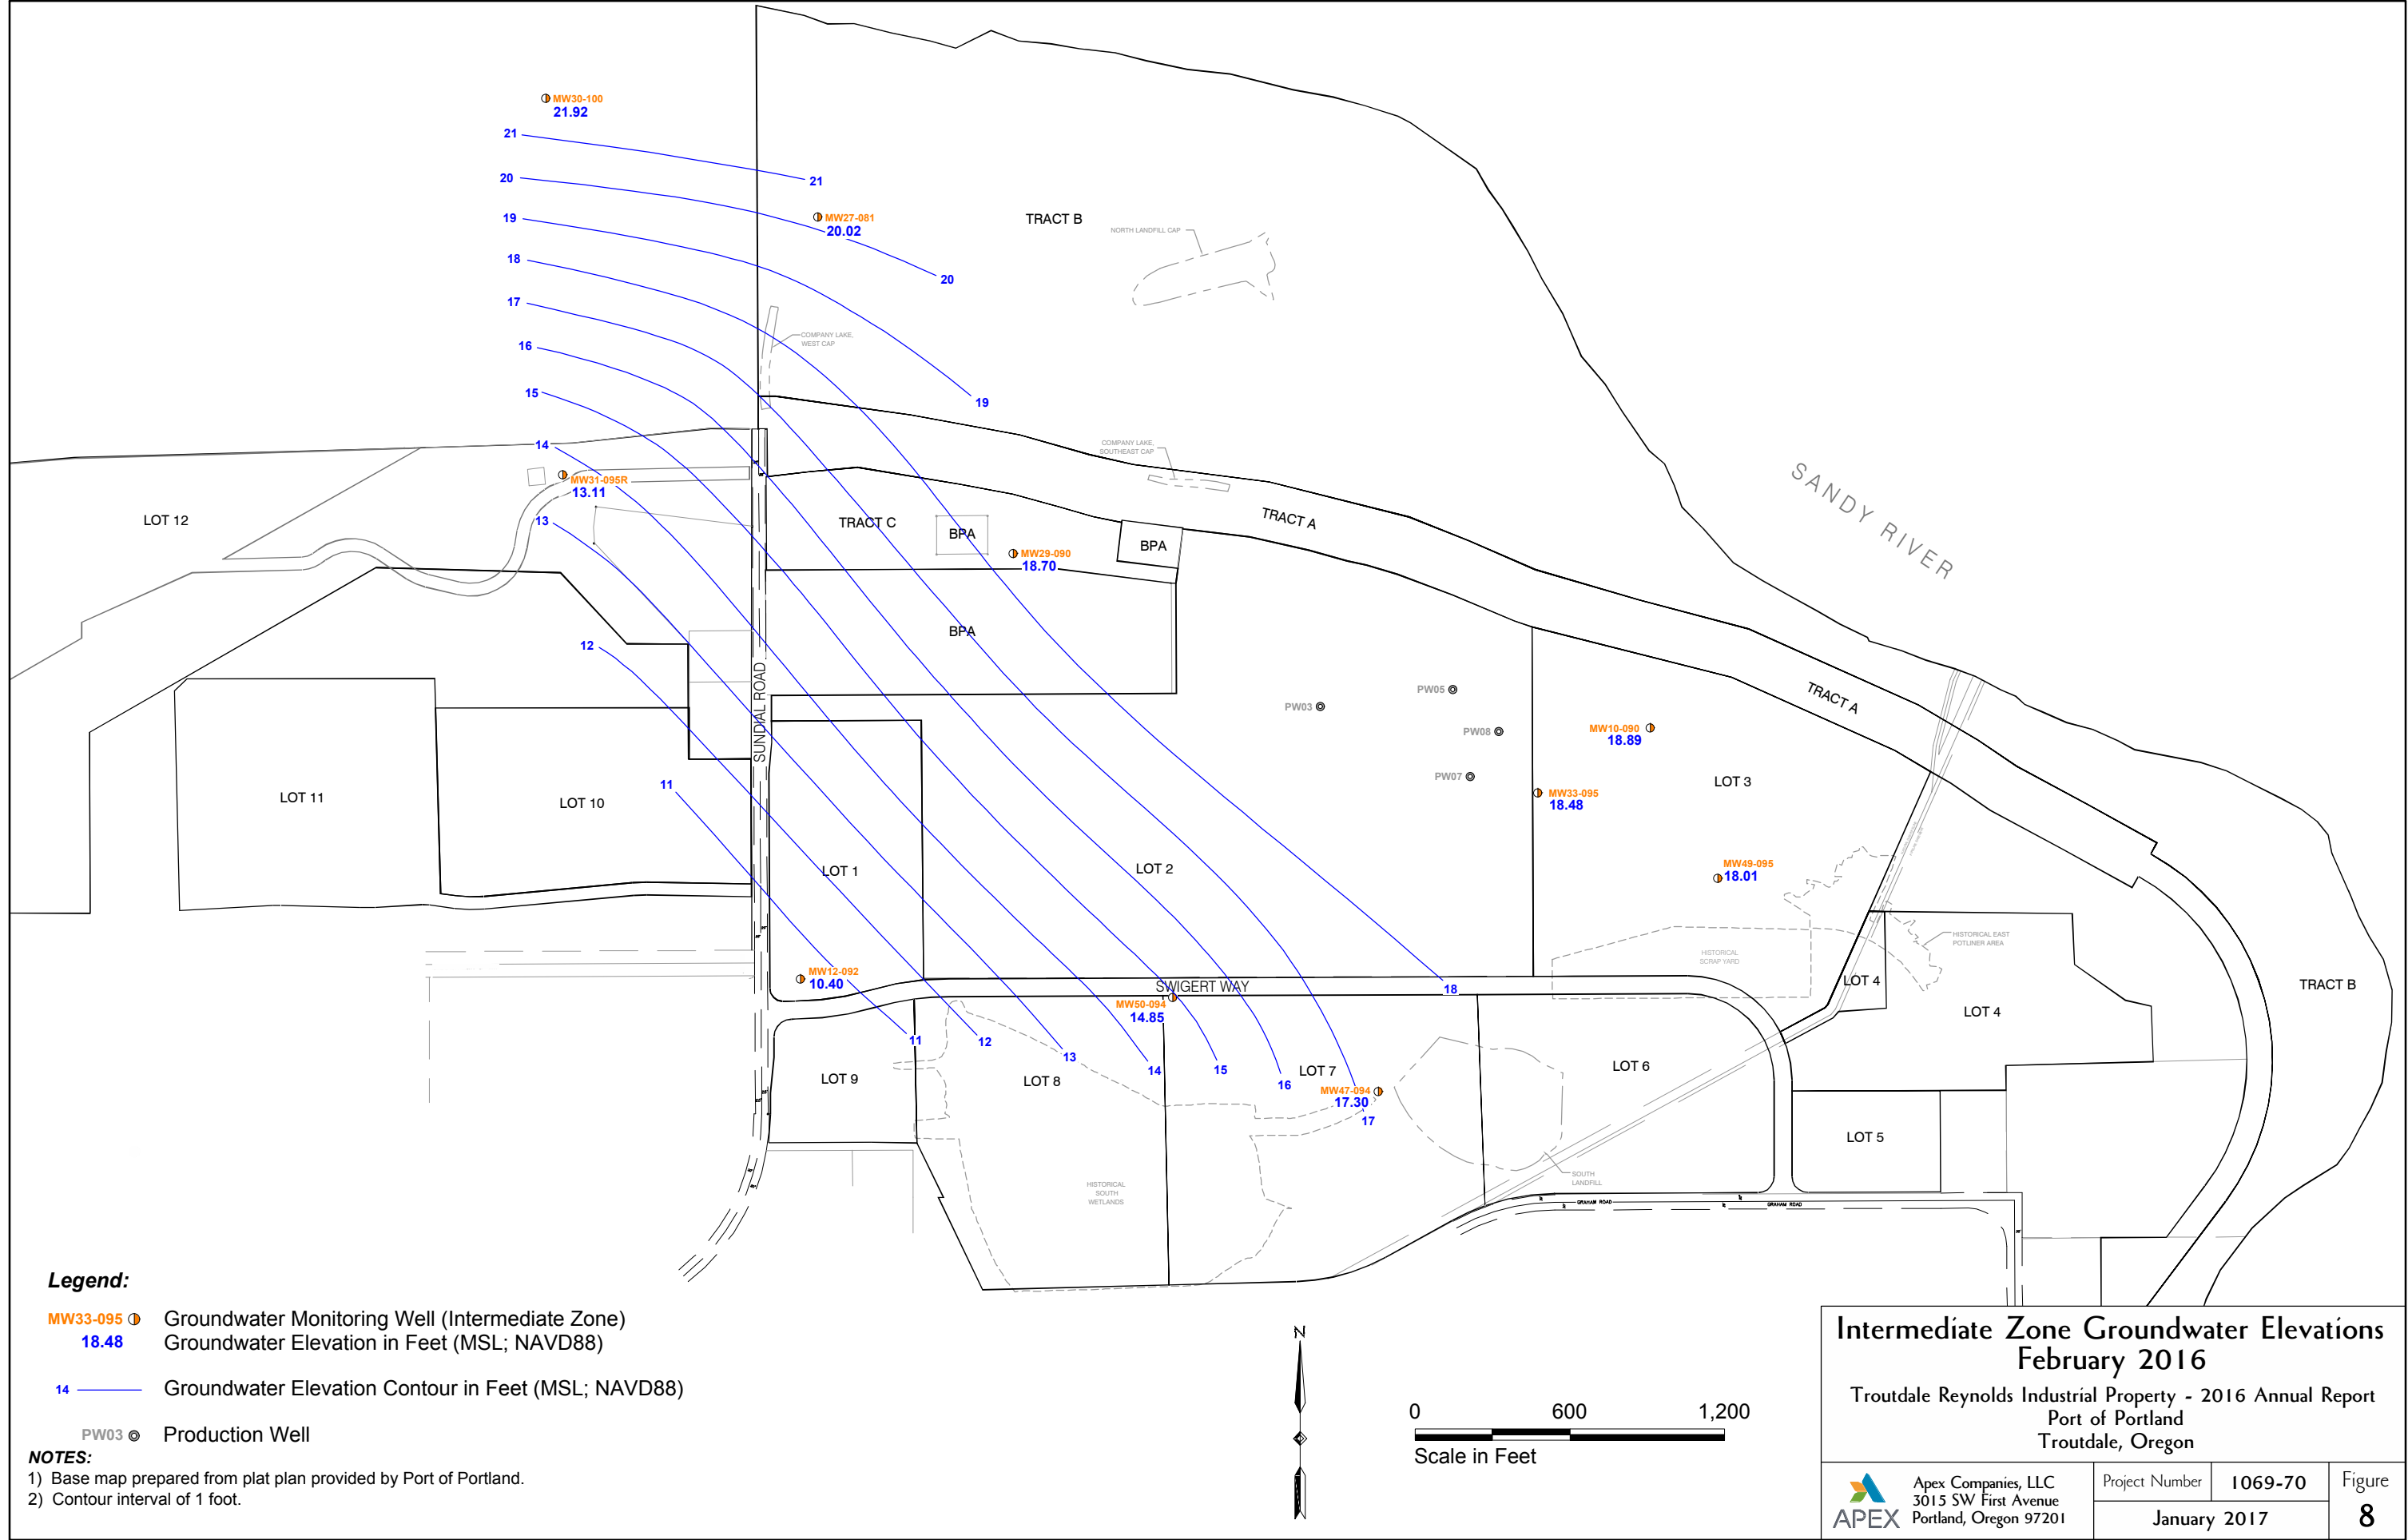 MW30-100
21.92
21
21
20
20
19
19
18
18
17
17
16
16
15
15
14
14
13
13
12
12
11
11
MW27-081
20.02
TRACT B
NORTH LANDFILL CAP
COMPANY LAKE,
WEST CAP
COMPANY LAKE,
SOUTHEAST CAP
SANDY RIVER
MW31-095R
13.11
LOT 12
TRACT C
BPA
MW29-090
18.70
BPA
TRACT A
BPA
SUNDIAL ROAD
PW03
PW05
PW08
PW07
MW10-090
18.89
MW33-095
18.48
LOT 3
TRACT A
LOT 11
LOT 10
LOT 1
LOT 2
MW49-095
18.01
HISTORICAL
SCRAP YARD
HISTORICAL EAST
POTLINER AREA
MW12-092
10.40
SWIGERT WAY
MW50-094
14.85
LOT 4
LOT 4
TRACT B
LOT 9
LOT 8
LOT 7
MW47-094
17.30
LOT 6
LOT 5
HISTORICAL
SOUTH
WETLANDS
SOUTH
LANDFILL
GRAHAM ROAD
GRAHAM ROAD
Legend:
MW33-095 Groundwater Monitoring Well (Intermediate Zone)
18.48 Groundwater Elevation in Feet (MSL; NAVD88)
14 Groundwater Elevation Contour in Feet (MSL; NAVD88)
PW03 Production Well
NOTES:
1) Base map prepared from plat plan provided by Port of Portland.
2) Contour interval of 1 foot.
N
0 600 1,200
Scale in Feet
Intermediate Zone Groundwater Elevations
February 2016
Troutdale Reynolds Industrial Property - 2016 Annual Report
Port of Portland
Troutdale, Oregon
APEX
Apex Companies, LLC
3015 SW First Avenue
Portland, Oregon 97201
Project Number 1069-70
January 2017
Figure
8